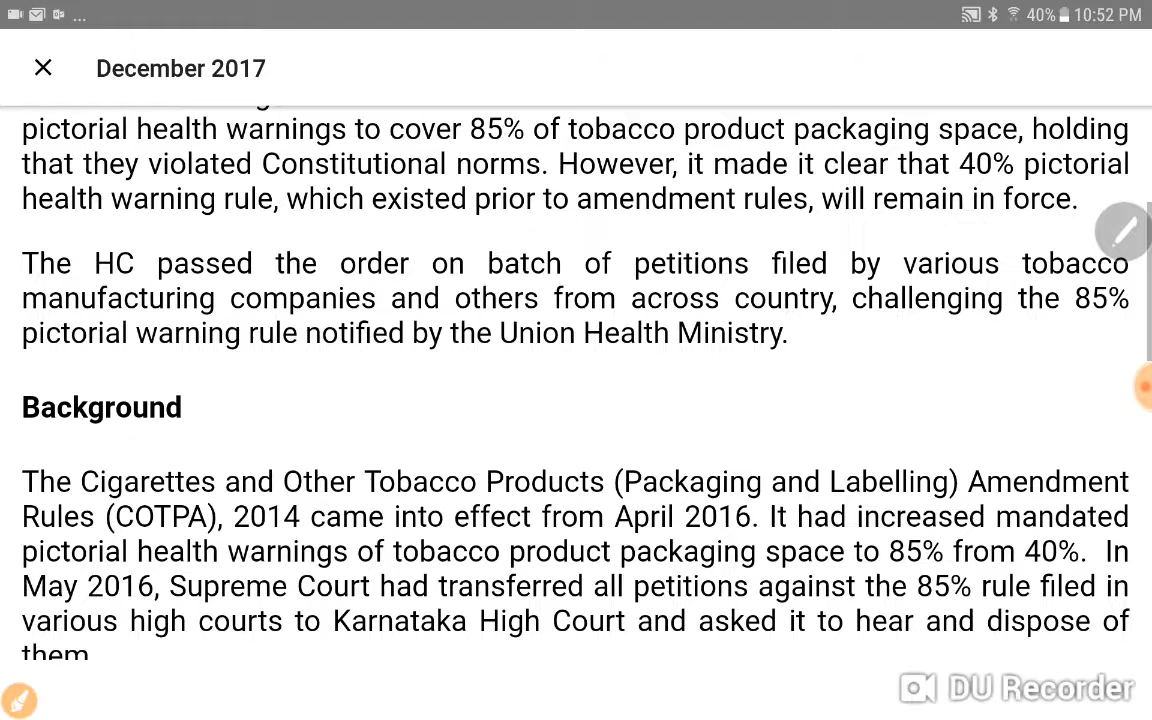 ... 40% 10:52 PM
December 2017
pictorial health warnings to cover 85% of tobacco product packaging space, holding
that they violated Constitutional norms. However, it made it clear that 40% pictorial
health warning rule, which existed prior to amendment rules, will remain in force.
The HC passed the order on batch of petitions filed by various tobacco
manufacturing companies and others from across country, challenging the 85%
pictorial warning rule notified by the Union Health Ministry.
Background
The Cigarettes and Other Tobacco Products (Packaging and Labelling) Amendment
Rules (COTPA), 2014 came into effect from April 2016. It had increased mandated
pictorial health warnings of tobacco product packaging space to 85% from 40%. In
May 2016, Supreme Court had transferred all petitions against the 85% rule filed in
various high courts to Karnataka High Court and asked it to hear and dispose of
them
DU Recorder